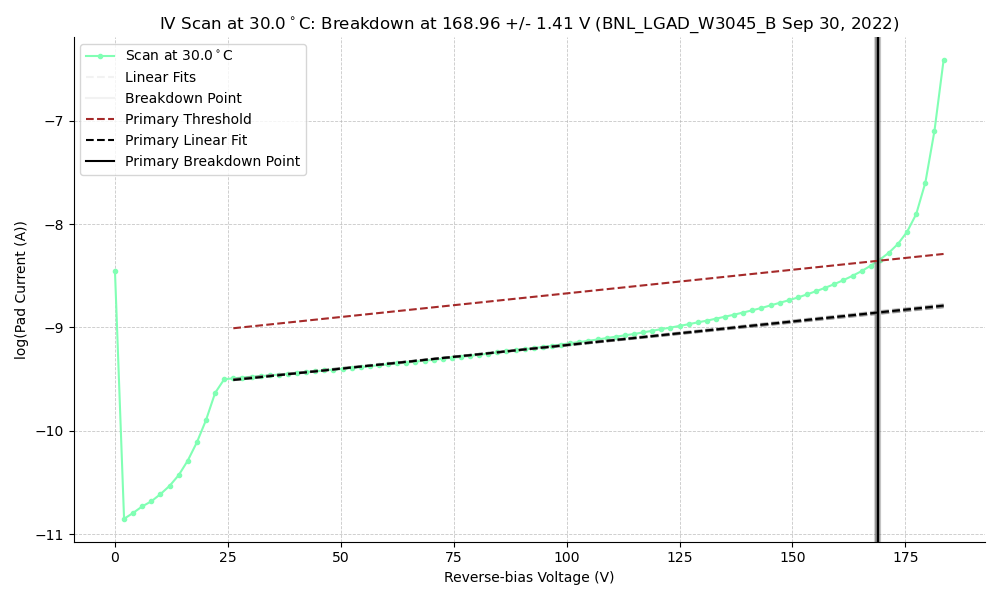 IV Scan at 30.0°C: Breakdown at 168.96 +/- 1.41 V (BNL_LGAD_W3045_B Sep 30, 2022)
Scan at 30.0°C
Linear Fits
Breakdown Point
Primary Threshold
Primary Linear Fit
Primary Breakdown Point
log(Pad Current (A))
−7
−8
−9
−10
−11
0 25 50 75 100 125 150 175
Reverse-bias Voltage (V)